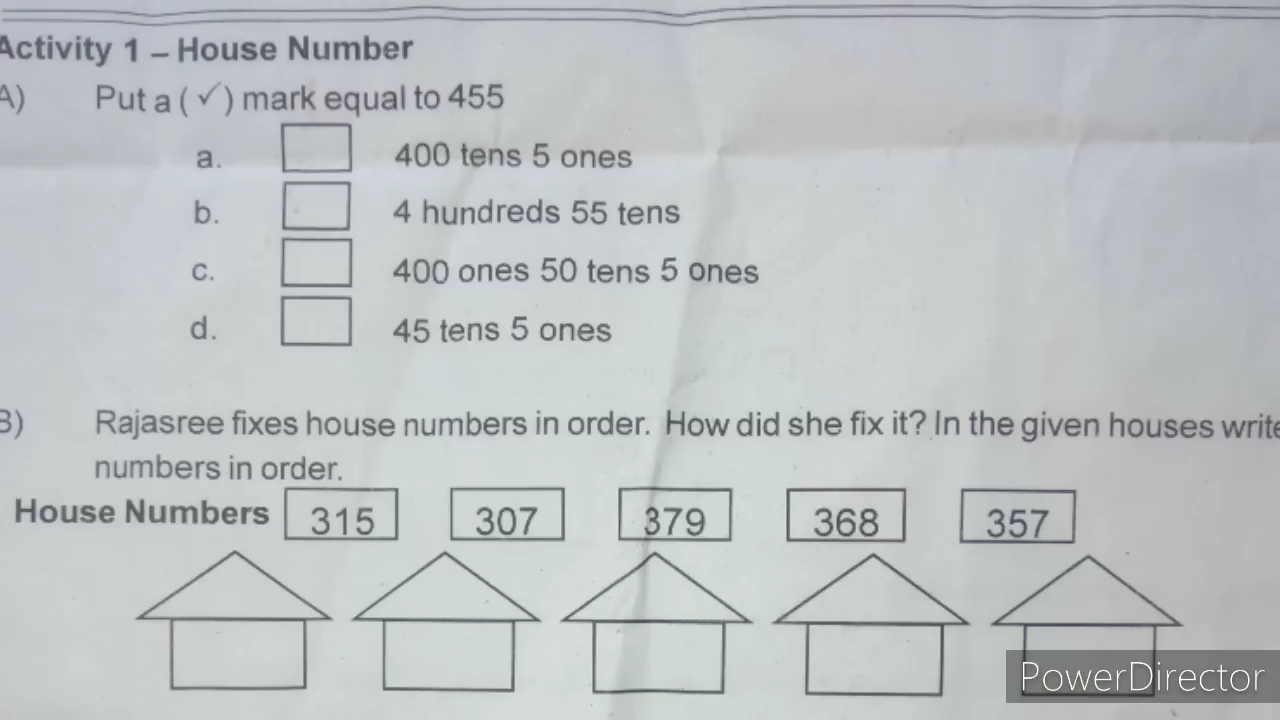 Activity 1 – House Number
A) Put a ( ✓ ) mark equal to 455
a. 400 tens 5 ones
b. 4 hundreds 55 tens
c. 400 ones 50 tens 5 ones
d. 45 tens 5 ones
B) Rajasree fixes house numbers in order. How did she fix it? In the given houses write
numbers in order.
House Numbers 315 307 379 368 357
PowerDirector